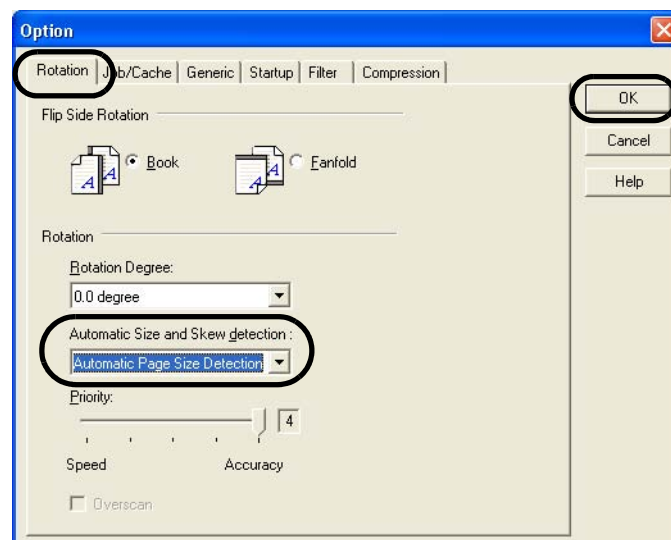 Option
Rotation Job/Cache Generic Startup Filter Compression
OK
Cancel
Help
Flip Side Rotation
A A Book A A Fanfold
Rotation
Rotation Degree:
0.0 degree
Automatic Size and Skew detection :
Automatic Page Size Detection
Priority:
4
Speed Accuracy
Overscan